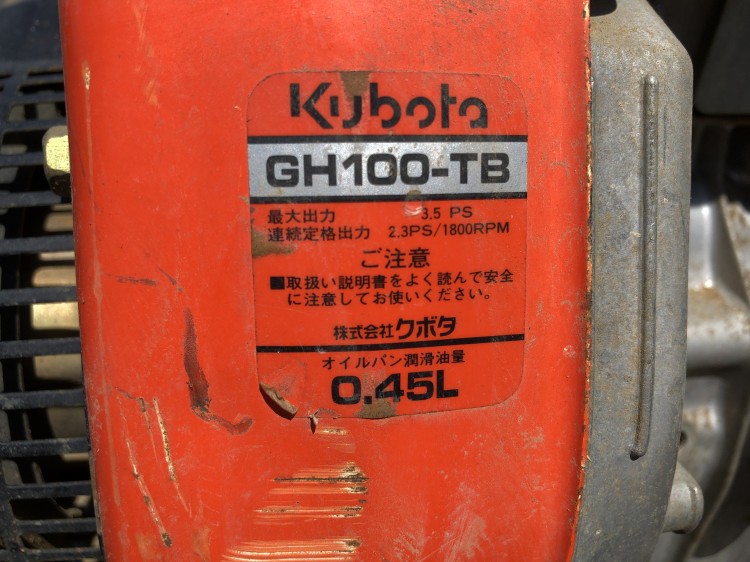 Kubota
GH100-TB
最大出力 3.5 PS
連続定格出力 2.3PS/1800RPM
ご注意
■取扱い説明書をよく読んで安全
に注意してお使いください。
株式会社クボタ
オイルパン潤滑油量
0.45L